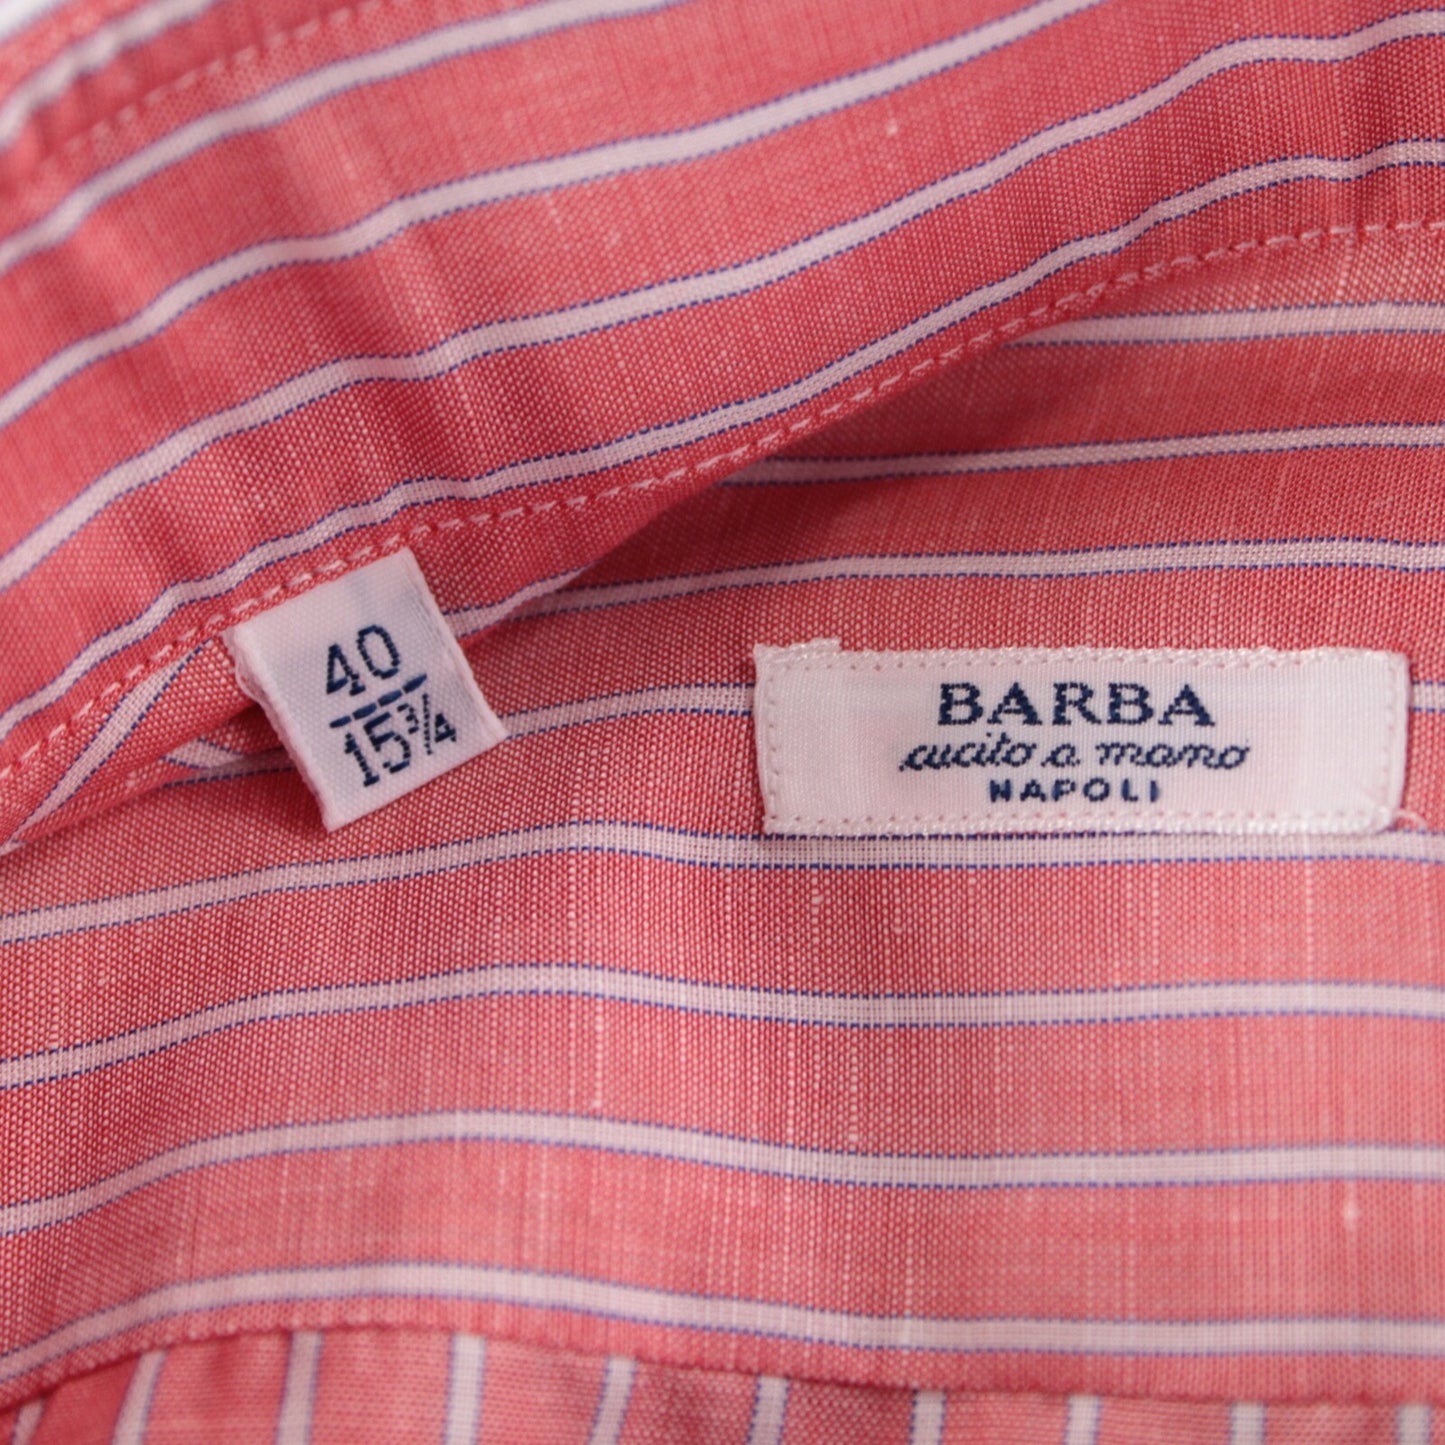 40
15¾
BARBA
cucito a mano
NAPOLI